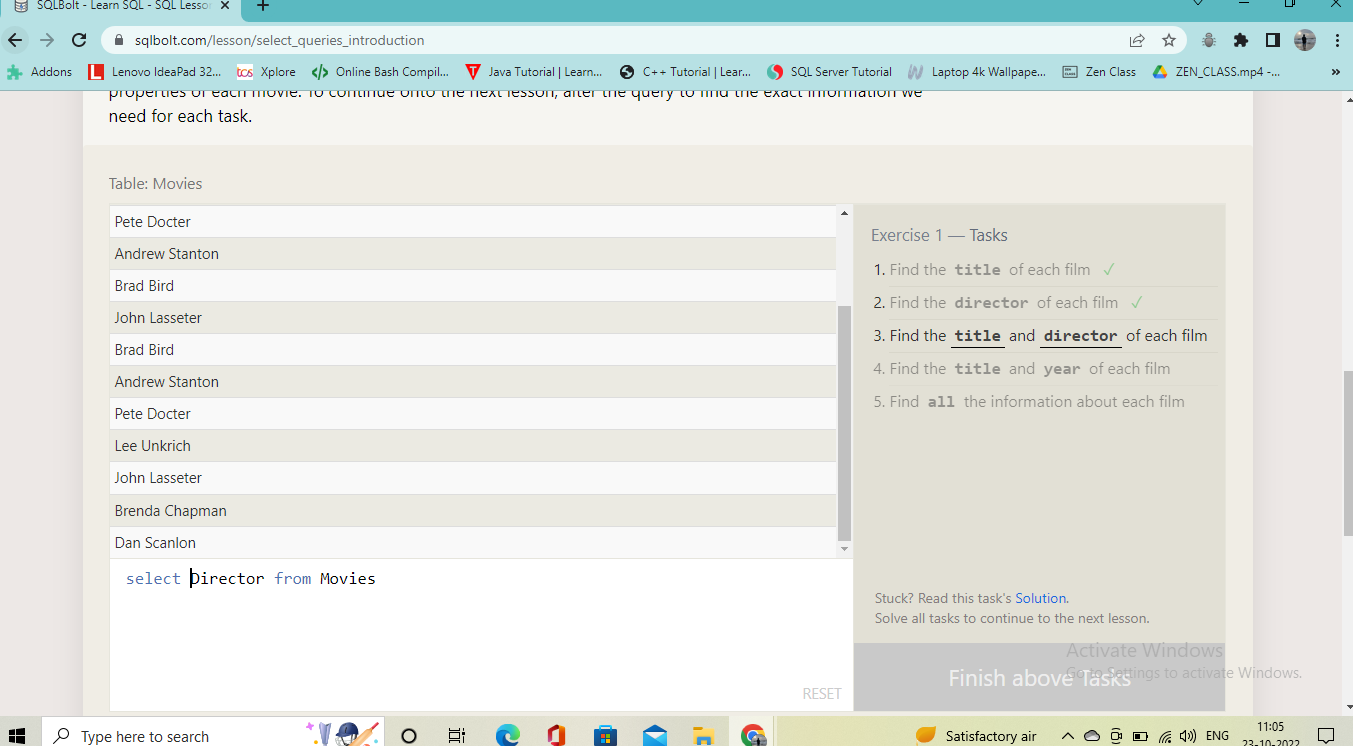 SQLBolt - Learn SQL - SQL Lesson
sqlbolt.com/lesson/select_queries_introduction
Addons
Lenovo IdeaPad 32...
tcs Xplore
Online Bash Compil...
Java Tutorial | Learn...
C++ Tutorial | Lear...
SQL Server Tutorial
Laptop 4k Wallpape...
Zen Class
ZEN_CLASS.mp4 -...
»
properties of each movie. To continue onto the next lesson, alter the query to find the exact information we
need for each task.
Table: Movies
Pete Docter
Andrew Stanton
Brad Bird
John Lasseter
Brad Bird
Andrew Stanton
Pete Docter
Lee Unkrich
John Lasseter
Brenda Chapman
Dan Scanlon
select Director from Movies
RESET
Exercise 1 — Tasks
1. Find the title of each film ✓
2. Find the director of each film ✓
3. Find the title and director of each film
4. Find the title and year of each film
5. Find all the information about each film
Stuck? Read this task's Solution.
Solve all tasks to continue to the next lesson.
Finish above Tasks
Activate Windows
Go to Settings to activate Windows.
Type here to search
Satisfactory air
ENG
11:05
23-10-2022